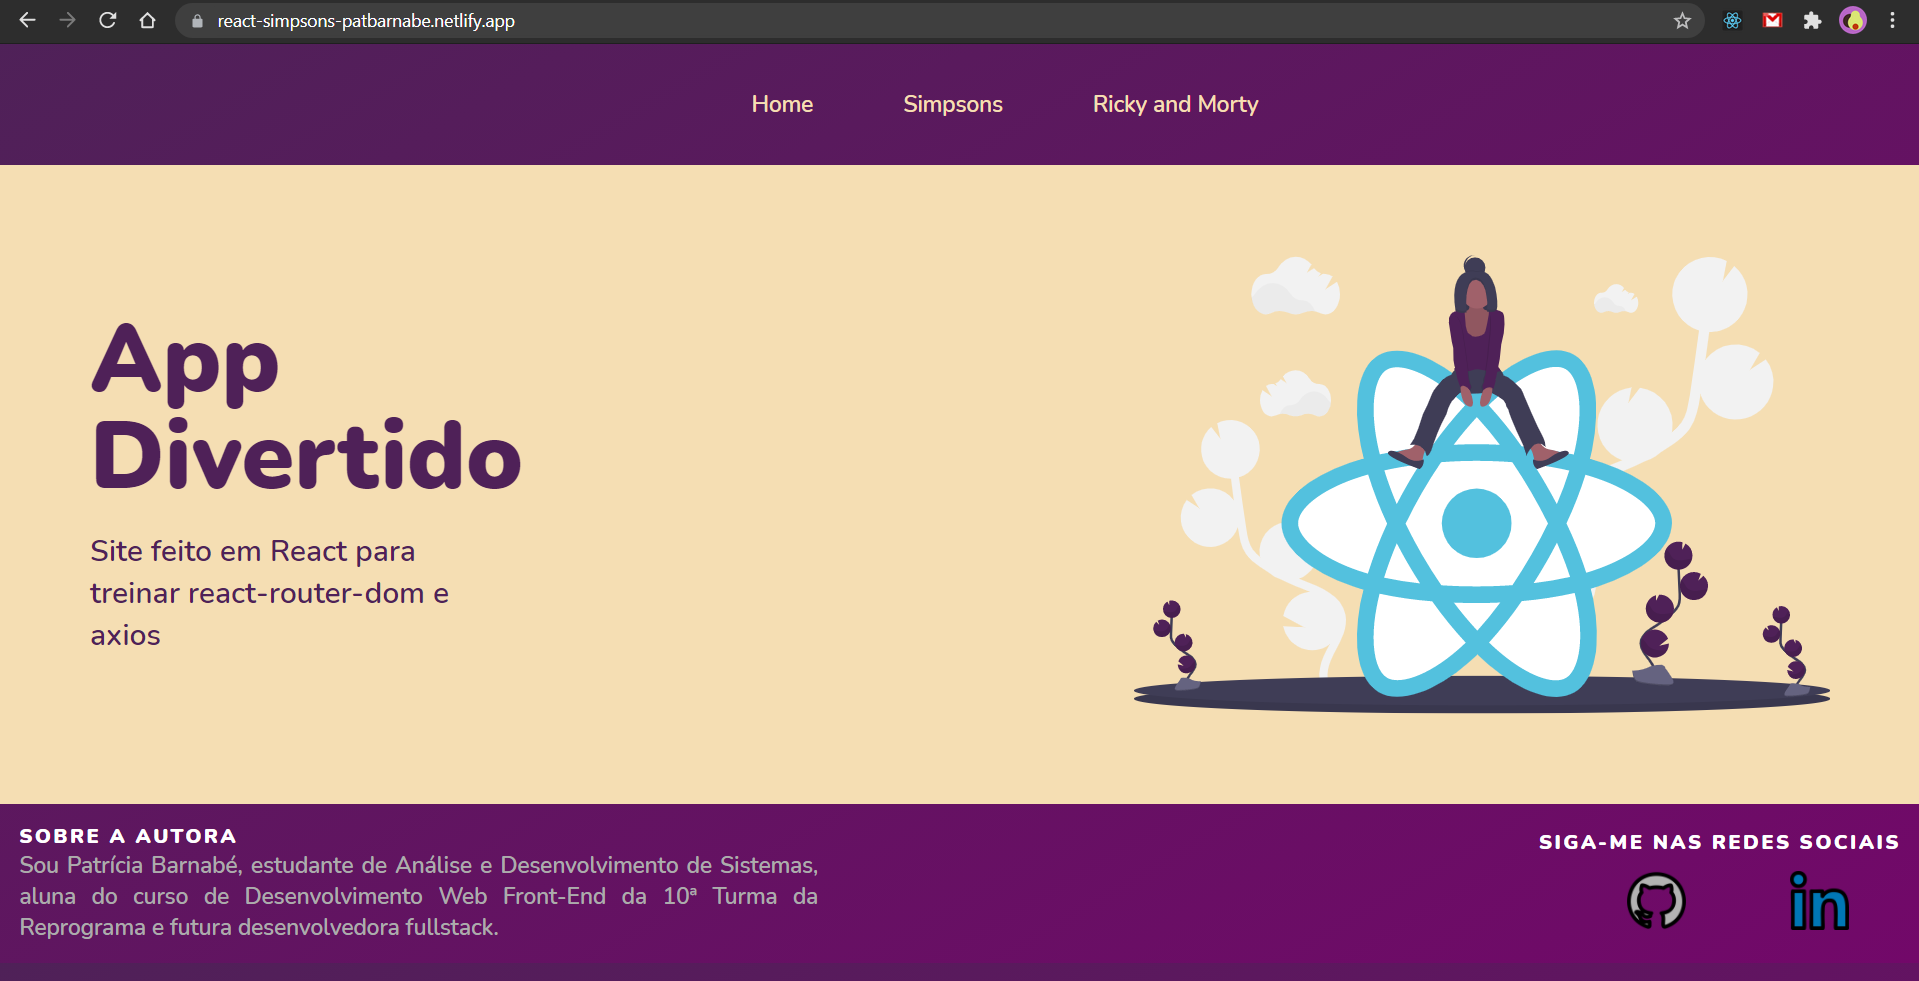 react-simpsons-patbarnabe.netlify.app
Home Simpsons Ricky and Morty
App
Divertido
Site feito em React para
treinar react-router-dom e
axios
SOBRE A AUTORA
Sou Patrícia Barnabé, estudante de Análise e Desenvolvimento de Sistemas,
aluna do curso de Desenvolvimento Web Front-End da 10ª Turma da
Reprograma e futura desenvolvedora fullstack.
SIGA-ME NAS REDES SOCIAIS
in